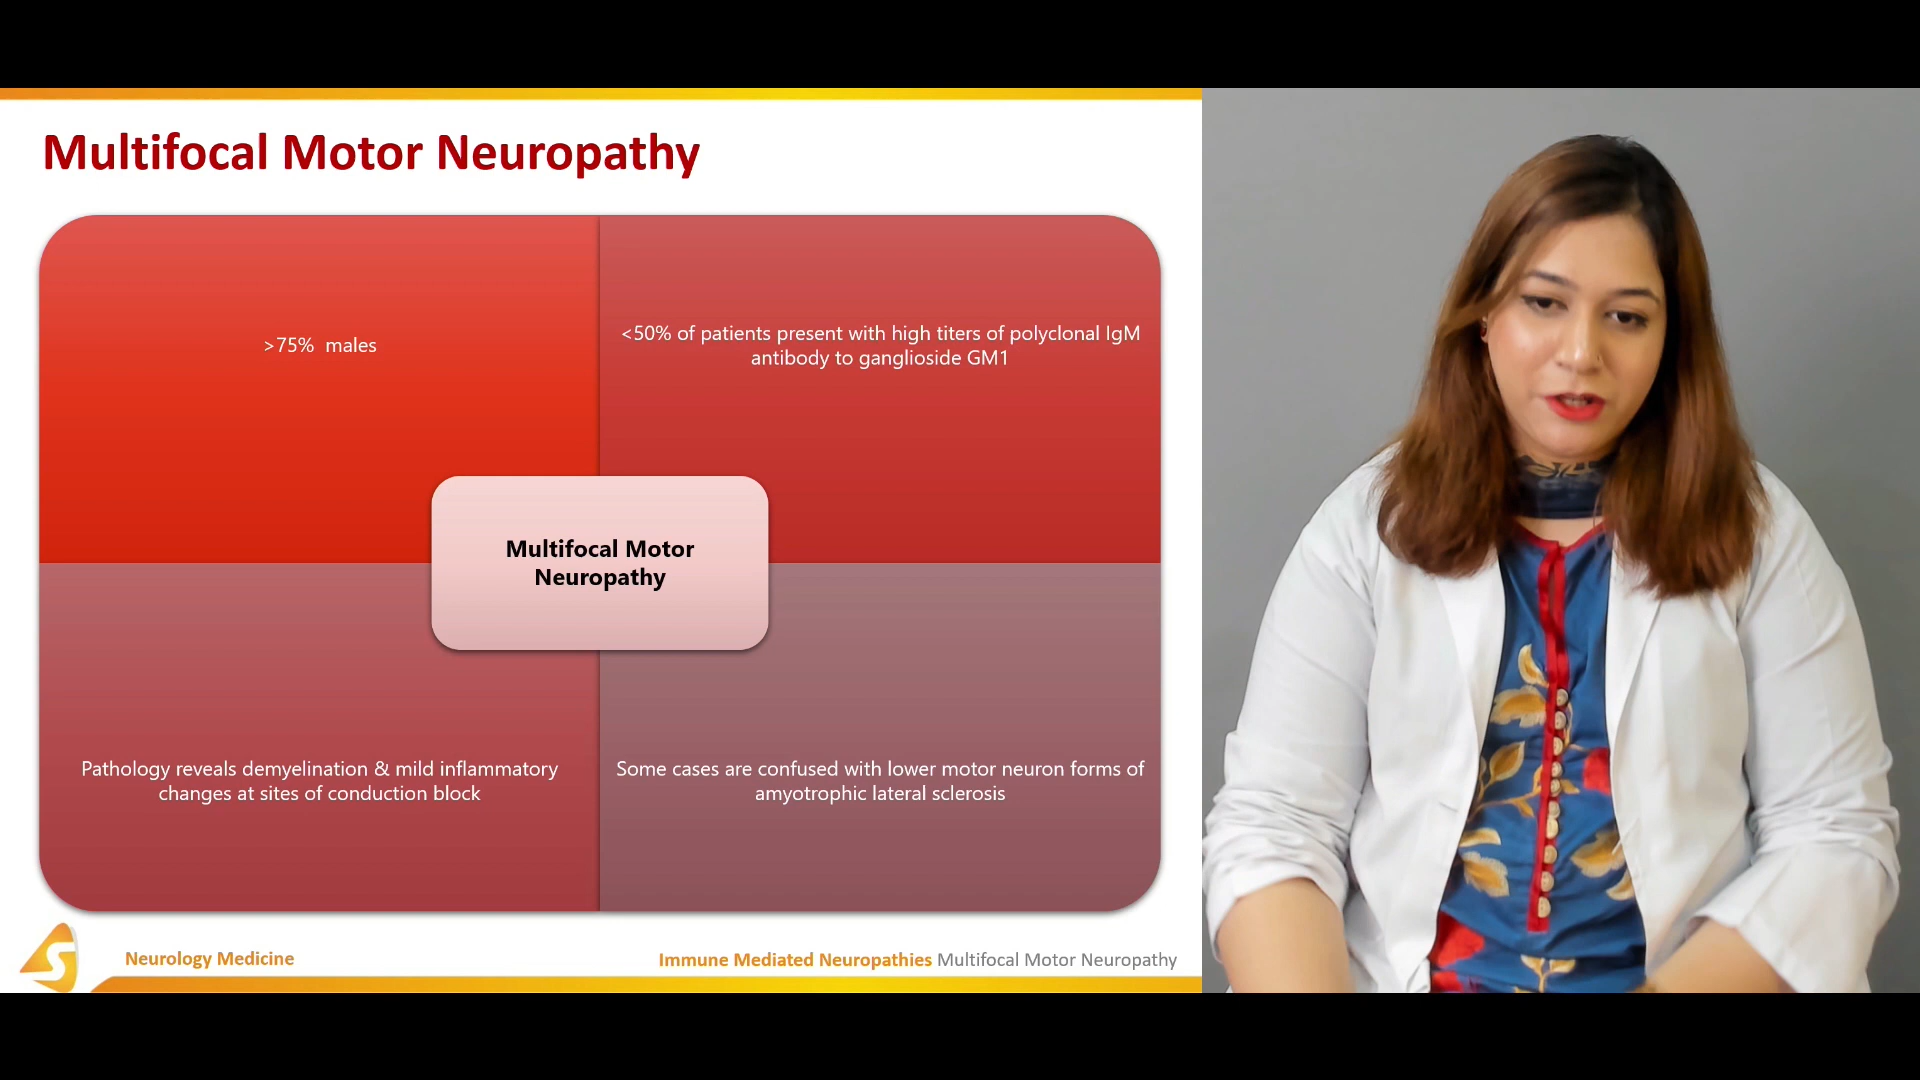 Multifocal Motor Neuropathy
>75% males
<50% of patients present with high titers of polyclonal IgM
antibody to ganglioside GM1
Multifocal Motor
Neuropathy
Pathology reveals demyelination & mild inflammatory
changes at sites of conduction block
Some cases are confused with lower motor neuron forms of
amyotrophic lateral sclerosis
Neurology Medicine
Immune Mediated Neuropathies Multifocal Motor Neuropathy